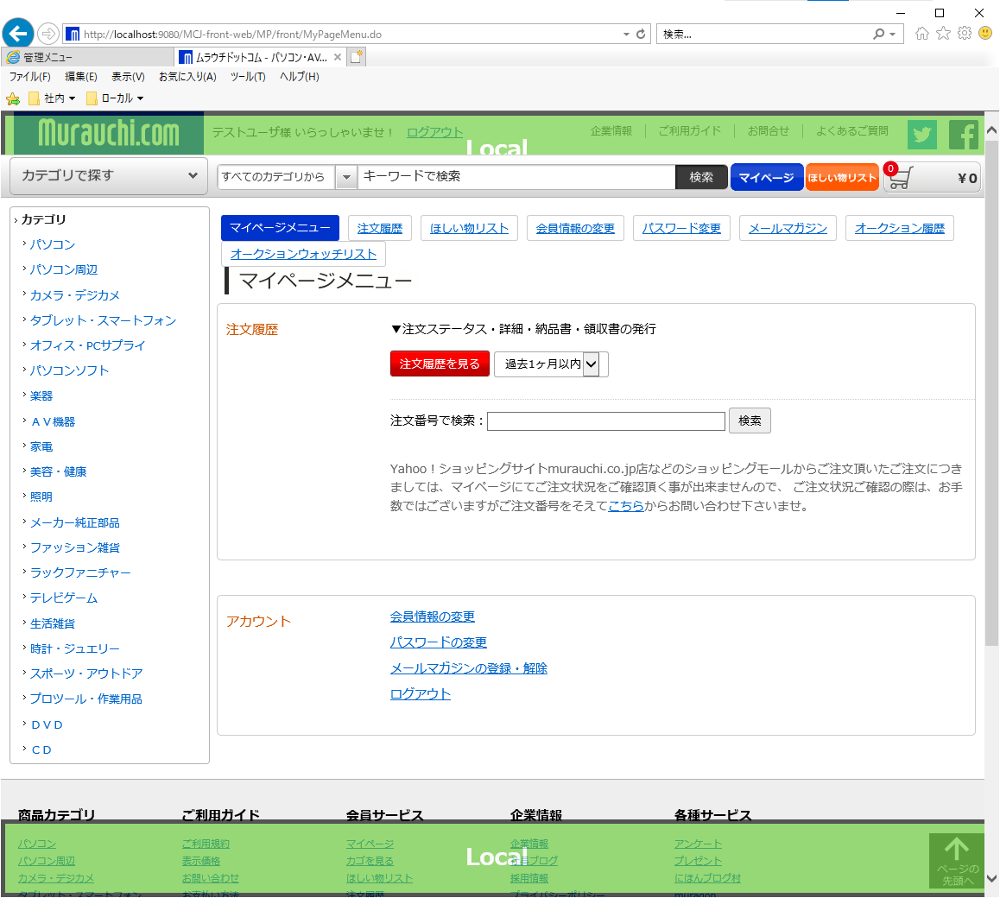 http://localhost:9080/MCJ-front-web/MP/front/MyPageMenu.do
検索...
管理メニュー
ムラウチドットコム - パソコン・AV...
ファイル(F) 編集(E) 表示(V) お気に入り(A) ツール(T) ヘルプ(H)
社内 ローカル
Murauchi.com
テストユーザ様 いらっしゃいませ！ ログアウト
企業情報 ご利用ガイド お問合せ よくあるご質問
Local
カテゴリで探す
すべてのカテゴリから
キーワードで検索
検索
マイページ
ほしい物リスト
0
¥ 0
カテゴリ
パソコン
パソコン周辺
カメラ・デジカメ
タブレット・スマートフォン
オフィス・PCサプライ
パソコンソフト
楽器
ＡＶ機器
家電
美容・健康
照明
メーカー純正部品
ファッション雑貨
ラックファニチャー
テレビゲーム
生活雑貨
時計・ジュエリー
スポーツ・アウトドア
プロツール・作業用品
ＤＶＤ
ＣＤ
マイページメニュー 注文履歴 ほしい物リスト 会員情報の変更 パスワード変更 メールマガジン オークション履歴
オークションウォッチリスト
マイページメニュー
注文履歴
▼注文ステータス・詳細・納品書・領収書の発行
注文履歴を見る 過去1ヶ月以内
注文番号で検索： 検索
Yahoo！ショッピングサイトmurauchi.co.jp店などのショッピングモールからご注文頂いたご注文につき
ましては、マイページにてご注文状況をご確認頂く事が出来ませんので、 ご注文状況ご確認の際は、お手
数ではございますがご注文番号をそえてこちらからお問い合わせ下さいませ。
アカウント
会員情報の変更
パスワードの変更
メールマガジンの登録・解除
ログアウト
商品カテゴリ ご利用ガイド 会員サービス 企業情報 各種サービス
パソコン ご利用規約 マイページ 企業情報 アンケート
パソコン周辺 表示価格 カゴを見る ブログ プレゼント
Local
カメラ・デジカメ お問い合わせ ほしい物リスト 採用情報 にほんブログ村
タブレット・スマートフォン お支払い方法 注文履歴 プライバシーポリシー muragon
ページの
先頭へ